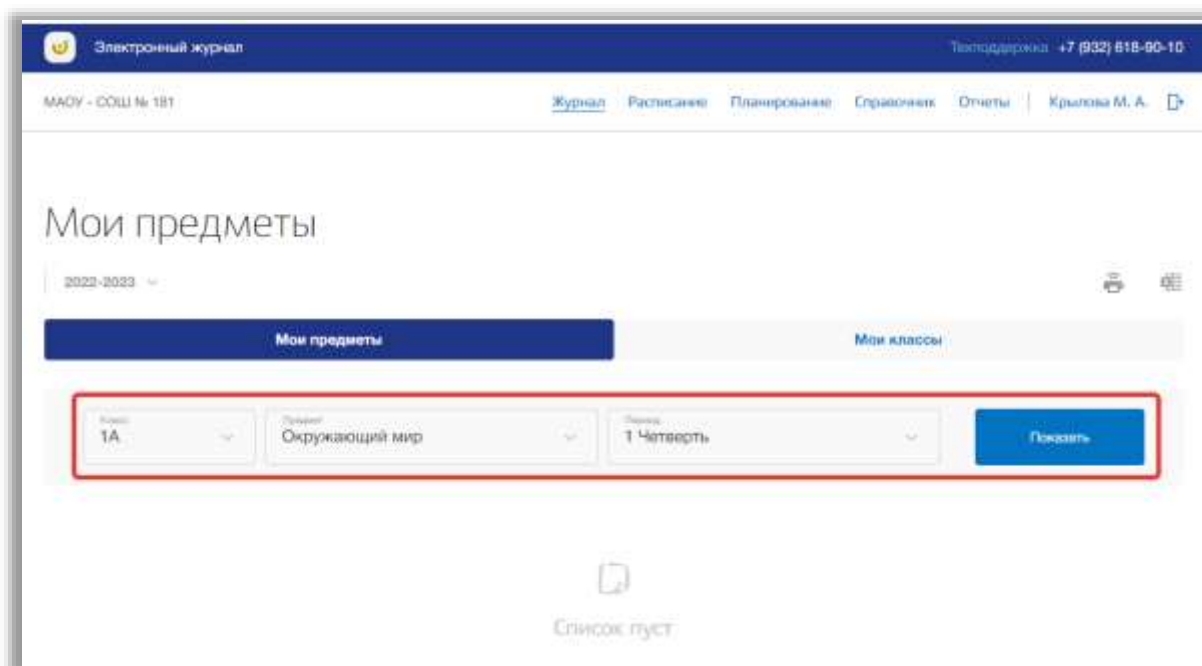 Электронный журнал Техподдержка +7 (932) 618-90-10
МАОУ - СОШ № 181 Журнал Расписание Планирование Справочник Отчеты Крылова М. А.
Мои предметы
2022-2023
Мои предметы Мои классы
Класс Предмет Период
1А Окружающий мир 1 Четверть Показать
Список пуст